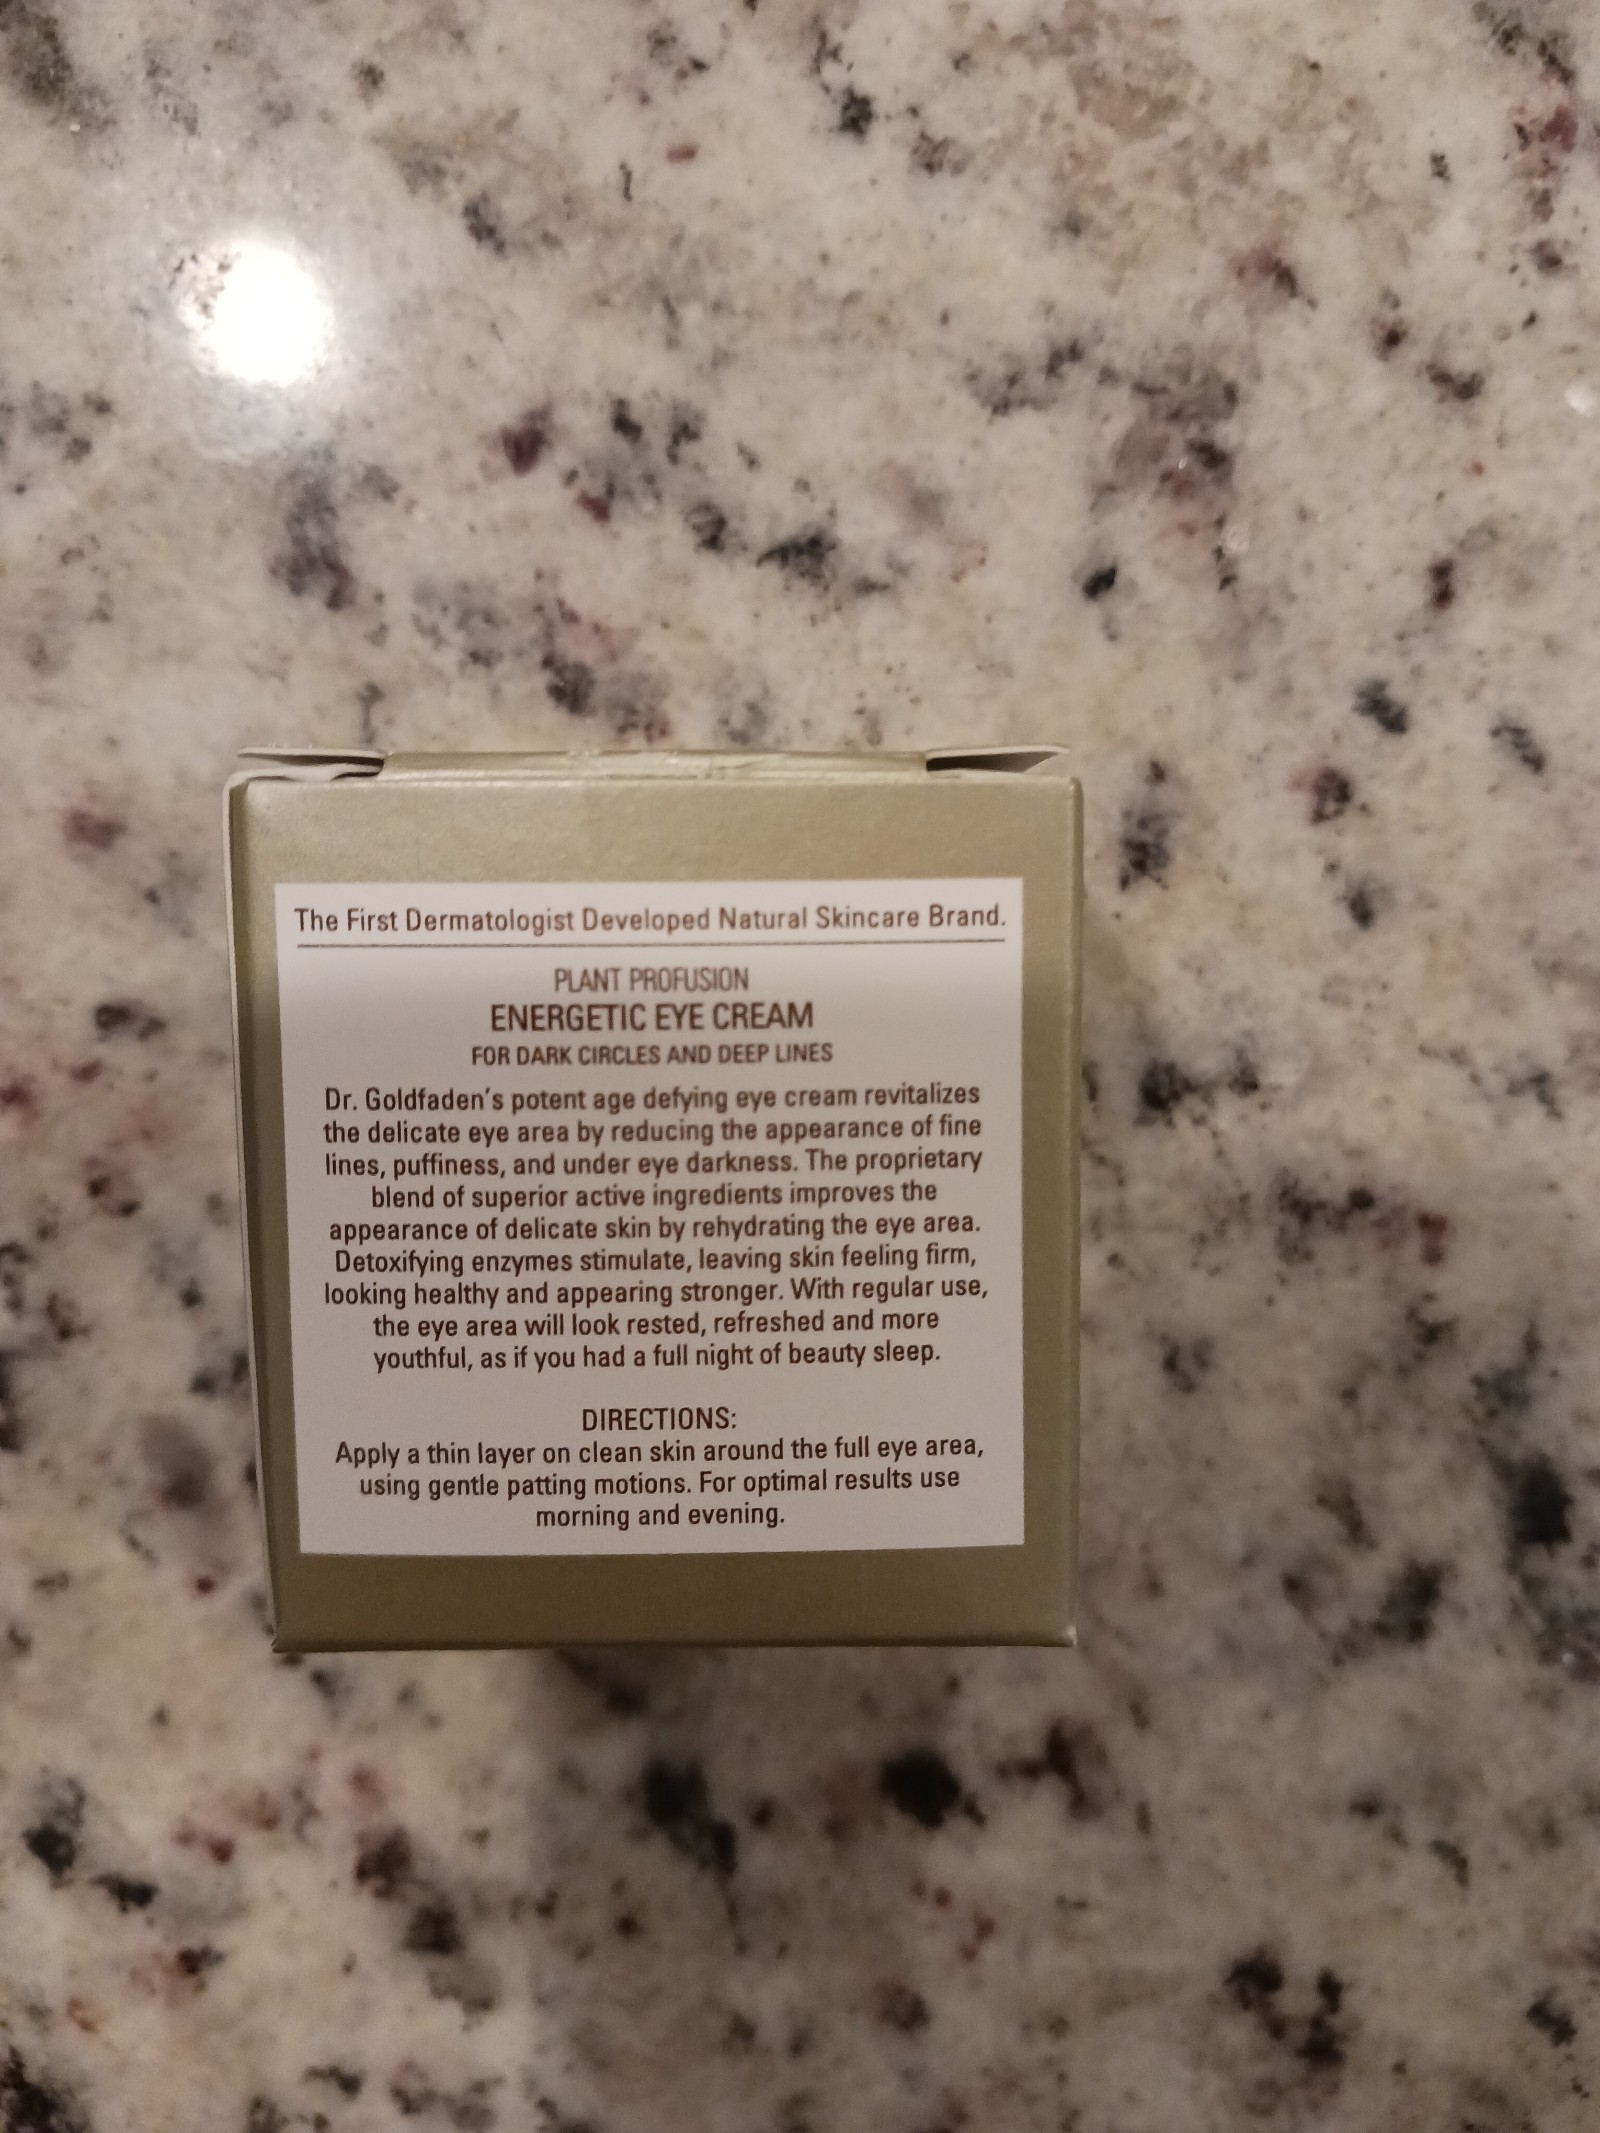 The First Dermatologist Developed Natural Skincare Brand.
PLANT PROFUSION
ENERGETIC EYE CREAM
FOR DARK CIRCLES AND DEEP LINES
Dr. Goldfaden's potent age defying eye cream revitalizes
the delicate eye area by reducing the appearance of fine
lines, puffiness, and under eye darkness. The proprietary
blend of superior active ingredients improves the
appearance of delicate skin by rehydrating the eye area.
Detoxifying enzymes stimulate, leaving skin feeling firm,
looking healthy and appearing stronger. With regular use,
the eye area will look rested, refreshed and more
youthful, as if you had a full night of beauty sleep.
DIRECTIONS:
Apply a thin layer on clean skin around the full eye area,
using gentle patting motions. For optimal results use
morning and evening.